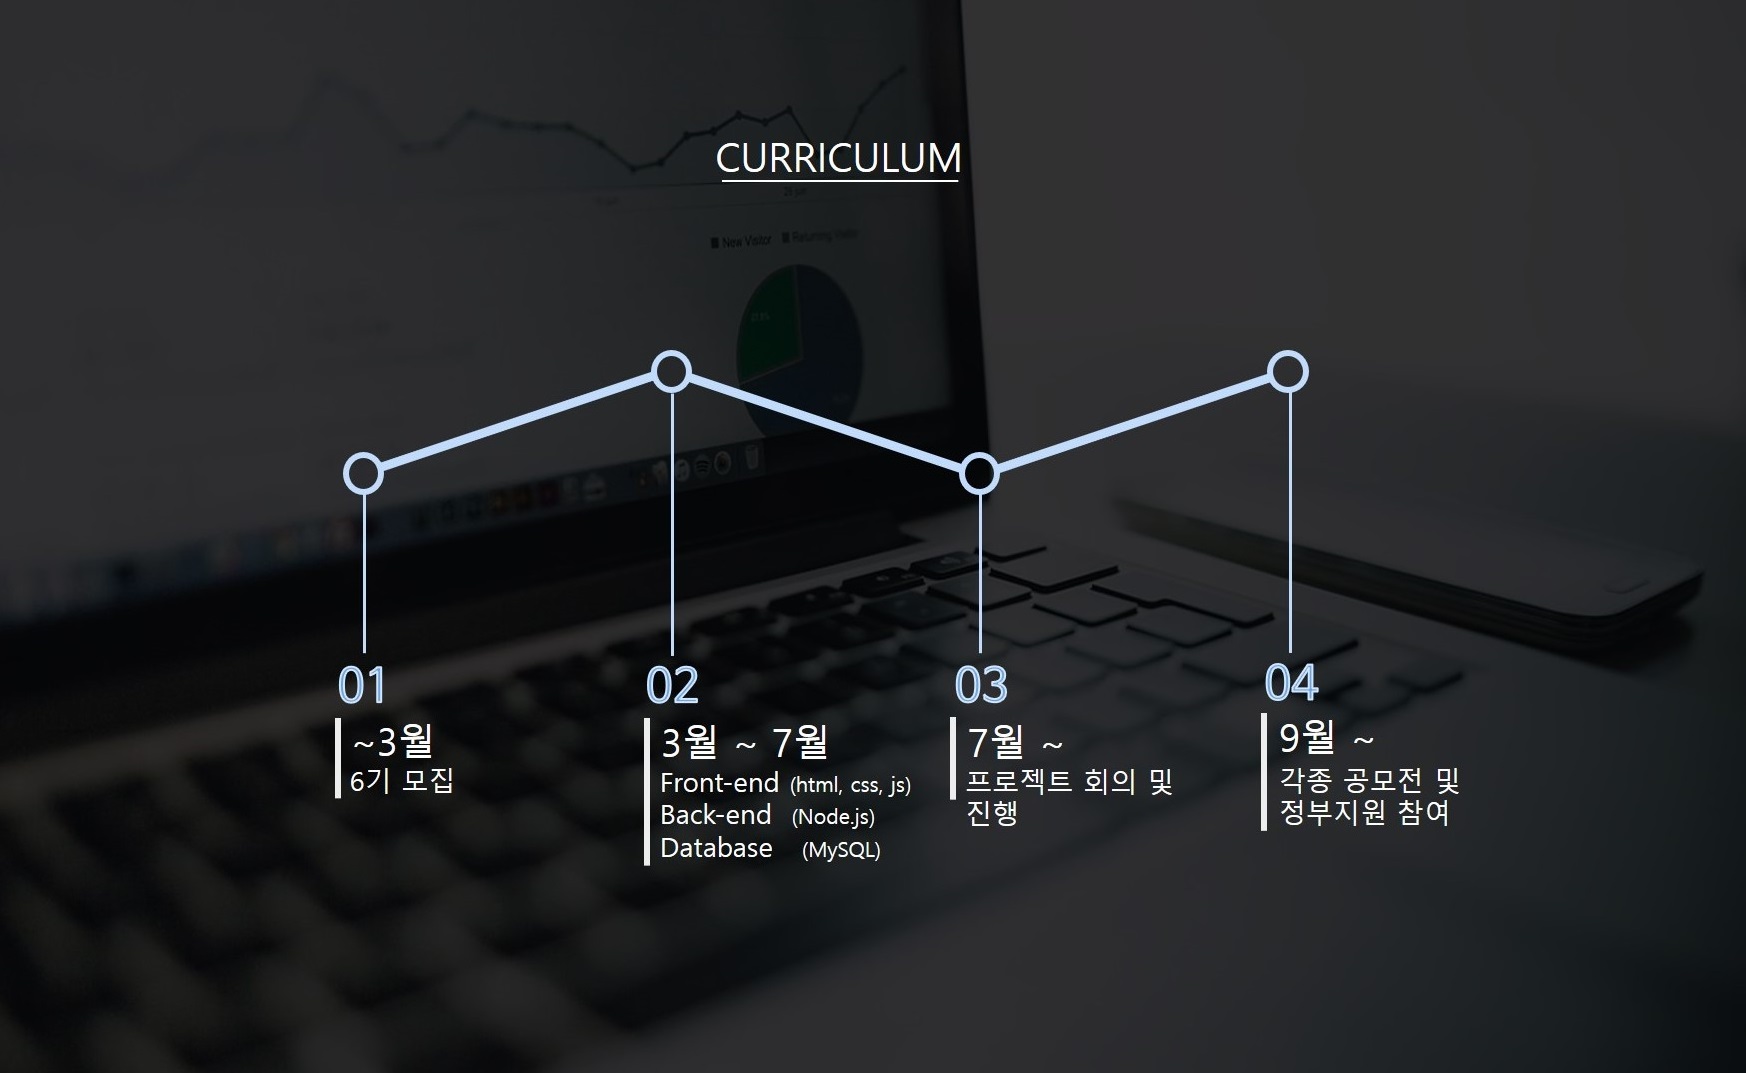 CURRICULUM
New Visitor
01
~3월
6기 모집
02
3월 ~ 7월
Front-end (html, css, js)
Back-end (Node.js)
Database (MySQL)
03
7월 ~
프로젝트 회의 및
진행
04
9월 ~
각종 공모전 및
정부지원 참여